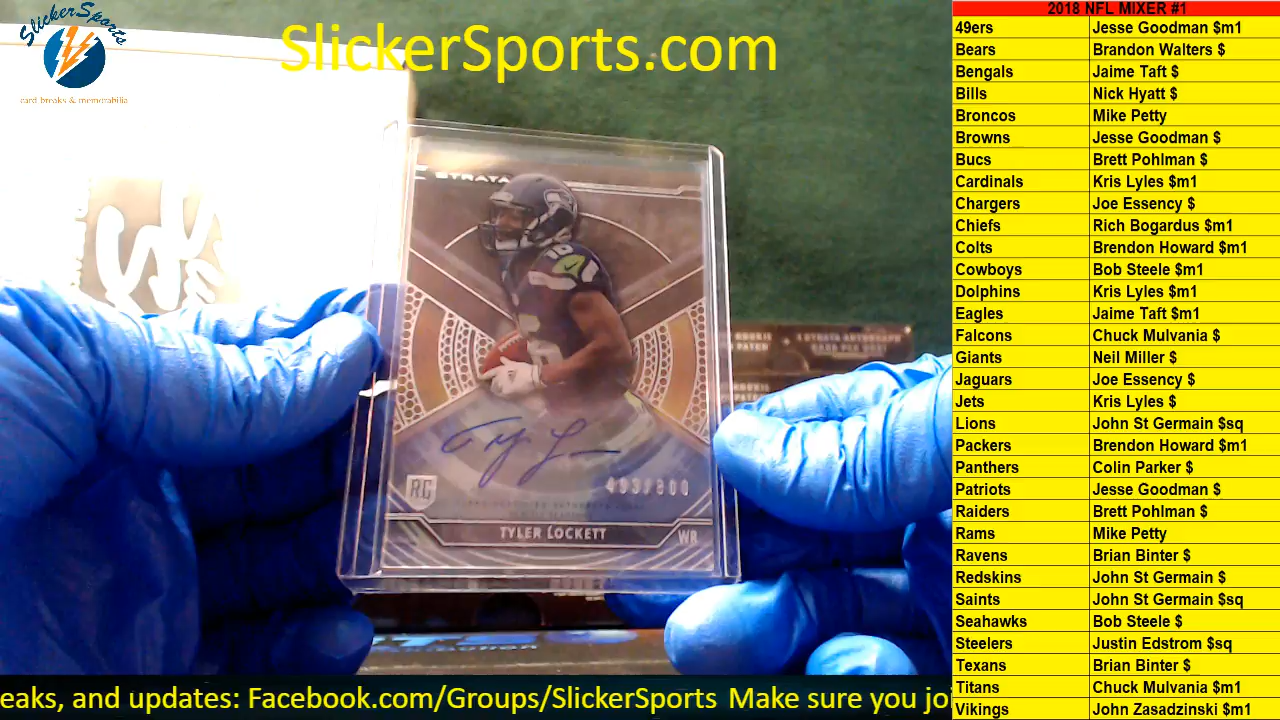 SlickerSports
card breaks & memorabilia
SlickerSports.com
STRATA
RC
TYLER LOCKETT
WR
eaks, and updates: Facebook.com/Groups/SlickerSports Make sure you jo
2018 NFL MIXER #1
49ers Jesse Goodman $m1
Bears Brandon Walters $
Bengals Jaime Taft $
Bills Nick Hyatt $
Broncos Mike Petty
Browns Jesse Goodman $
Bucs Brett Pohlman $
Cardinals Kris Lyles $m1
Chargers Joe Essency $
Chiefs Rich Bogardus $m1
Colts Brendon Howard $m1
Cowboys Bob Steele $m1
Dolphins Kris Lyles $m1
Eagles Jaime Taft $m1
Falcons Chuck Mulvania $
Giants Neil Miller $
Jaguars Joe Essency $
Jets Kris Lyles $
Lions John St Germain $sq
Packers Brendon Howard $m1
Panthers Colin Parker $
Patriots Jesse Goodman $
Raiders Brett Pohlman $
Rams Mike Petty
Ravens Brian Binter $
Redskins John St Germain $
Saints John St Germain $sq
Seahawks Bob Steele $
Steelers Justin Edstrom $sq
Texans Brian Binter $
Titans Chuck Mulvania $m1
Vikings John Zasadzinski $m1